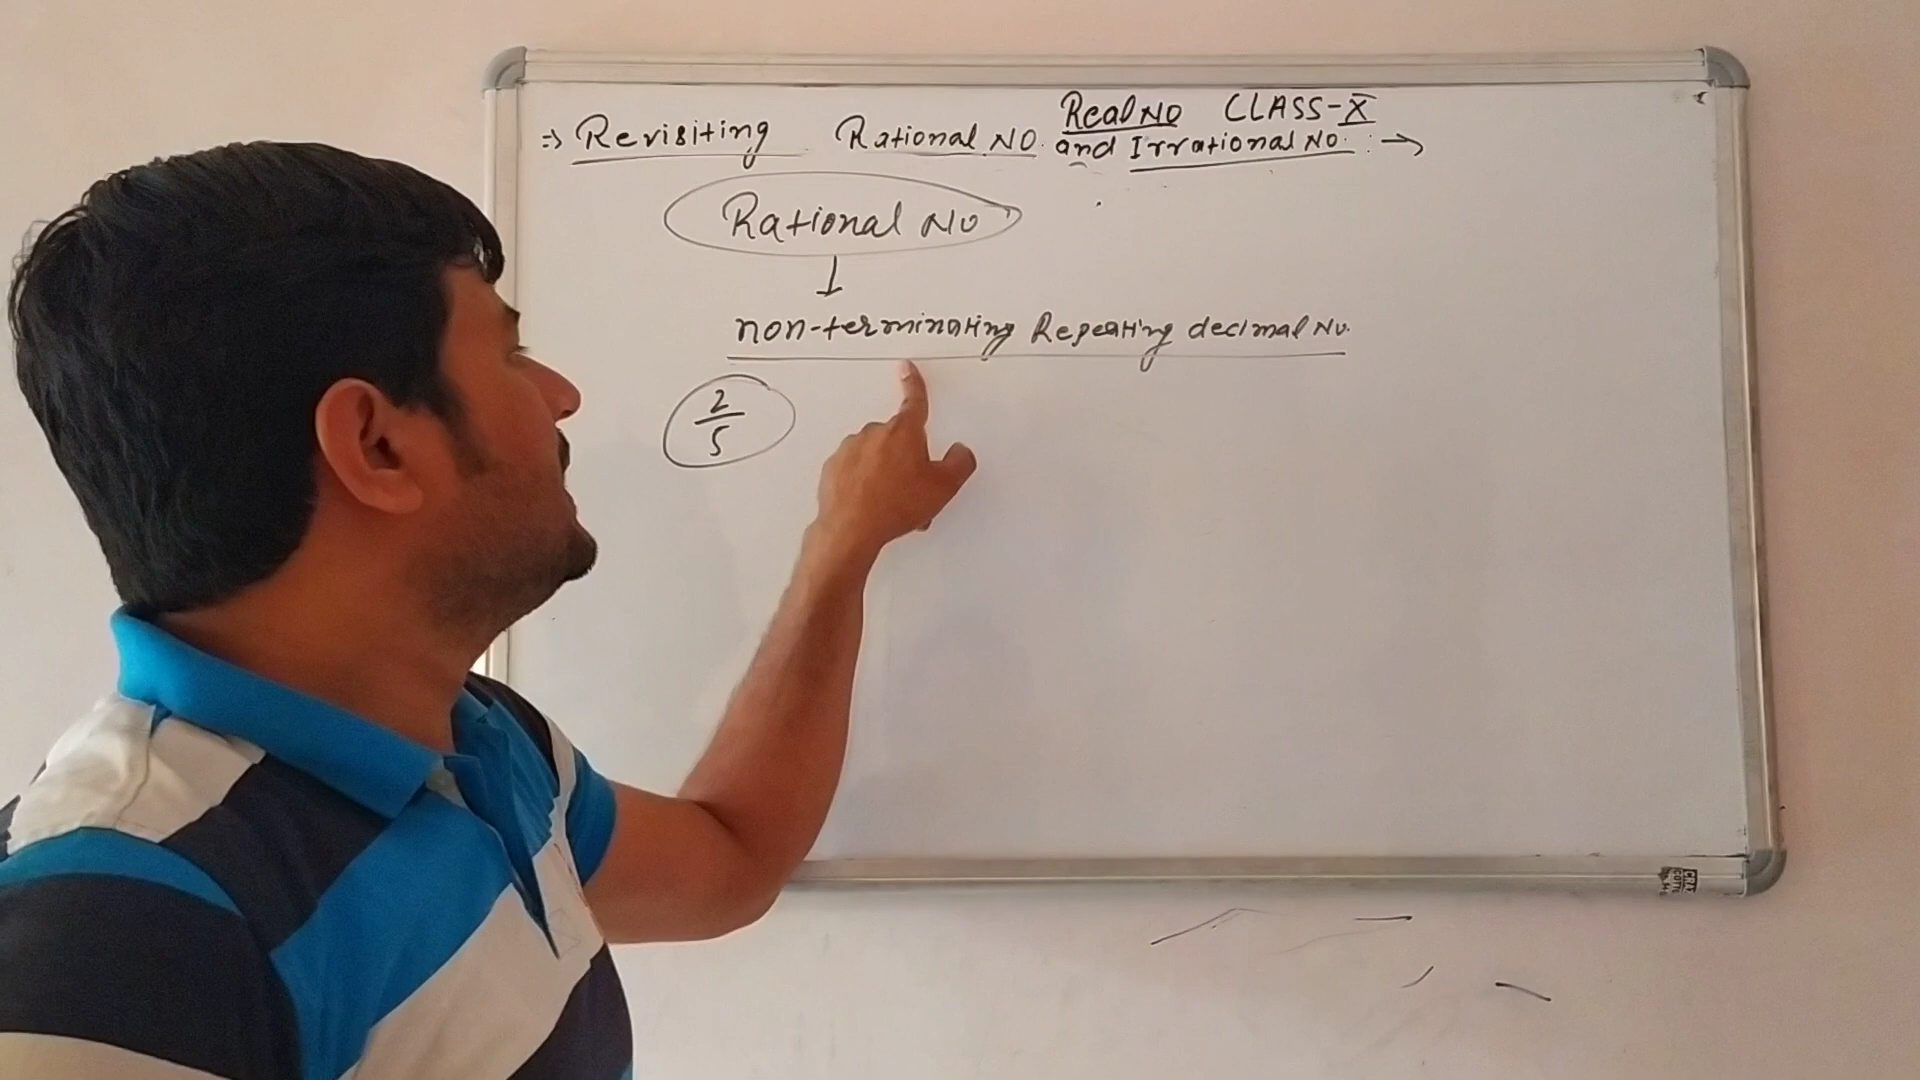 Real NO CLASS-X
⇒ Revisiting Rational NO. and Irrational No. : →
Rational No
↓
non-terminating Repeating decimal No.
2/5